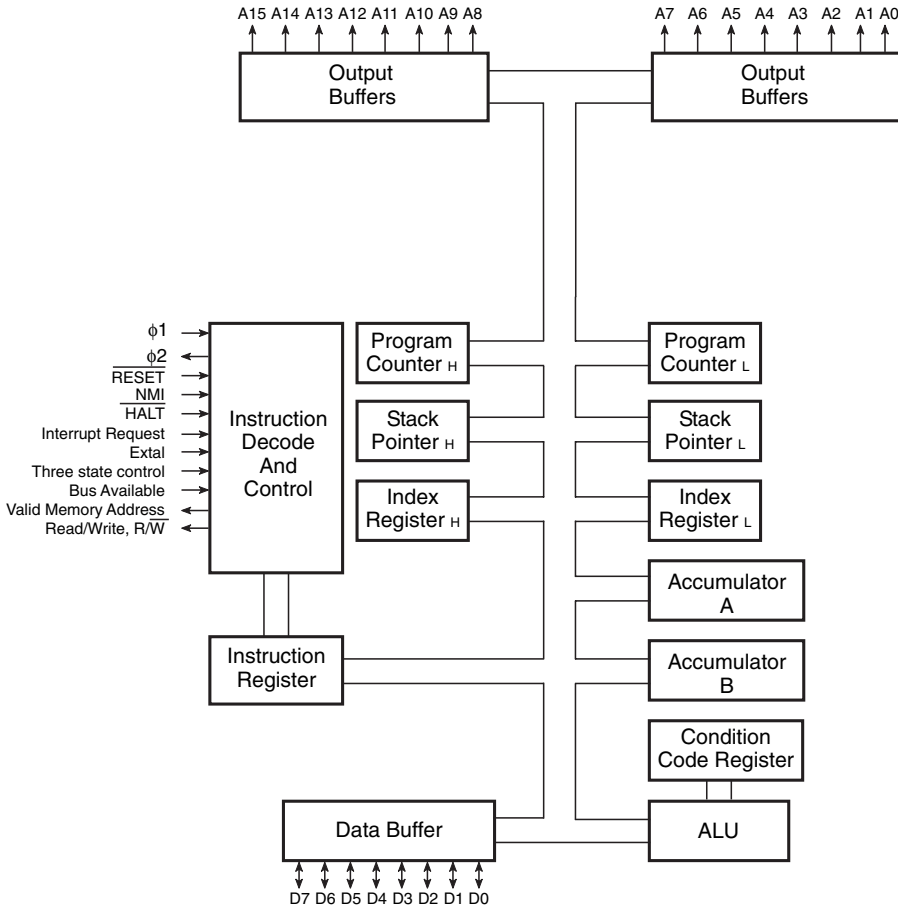 A15 A14 A13 A12 A11 A10 A9 A8
A7 A6 A5 A4 A3 A2 A1 A0
Output
Buffers
Output
Buffers
ϕ1
ϕ2
RESET
NMI
HALT
Interrupt Request
Extal
Three state control
Bus Available
Valid Memory Address
Read/Write, R/W
Instruction
Decode
And
Control
Program
Counter H
Program
Counter L
Stack
Pointer H
Stack
Pointer L
Index
Register H
Index
Register L
Accumulator
A
Instruction
Register
Accumulator
B
Condition
Code Register
Data Buffer
ALU
D7 D6 D5 D4 D3 D2 D1 D0